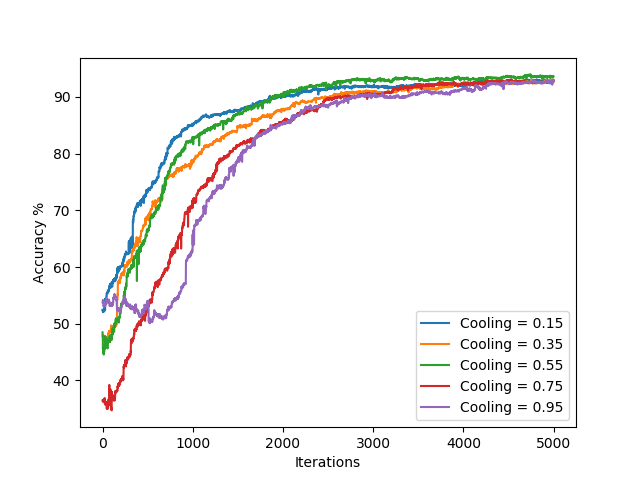 90
80
70
60
50
40
Accuracy %
0 1000 2000 3000 4000 5000
Iterations
Cooling = 0.15
Cooling = 0.35
Cooling = 0.55
Cooling = 0.75
Cooling = 0.95